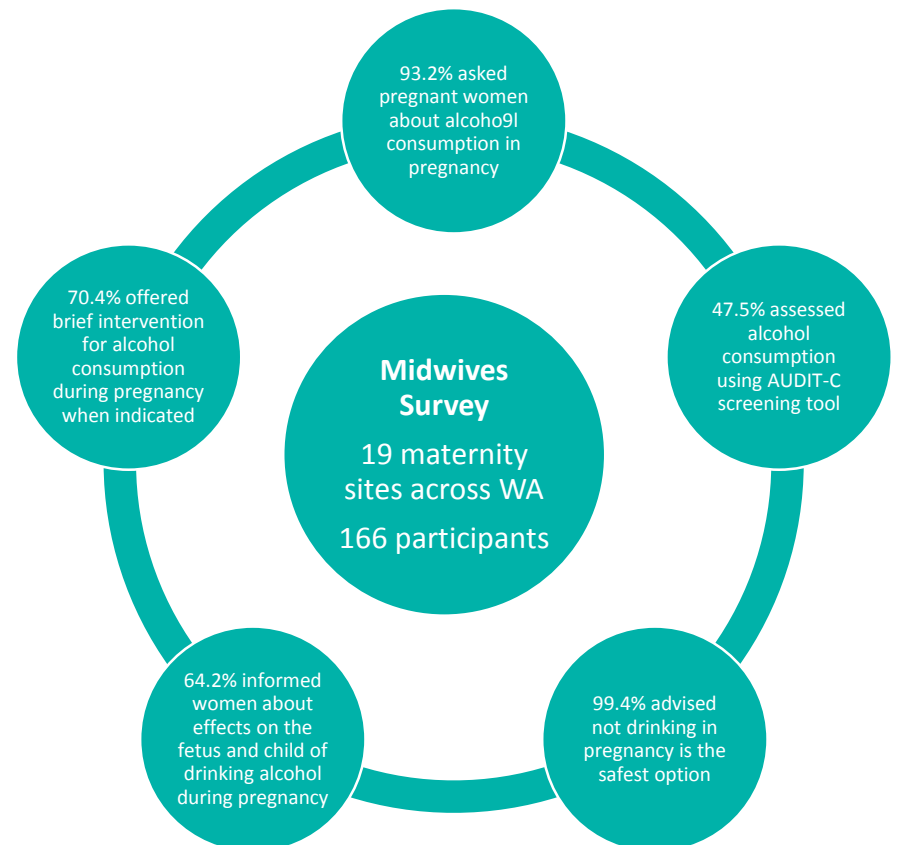 93.2% asked
pregnant women
about alcoho9l
consumption in
pregnancy
47.5% assessed
alcohol
consumption
using AUDIT-C
screening tool
99.4% advised
not drinking in
pregnancy is the
safest option
64.2% informed
women about
effects on the
fetus and child of
drinking alcohol
during pregnancy
70.4% offered
brief intervention
for alcohol
consumption
during pregnancy
when indicated
Midwives
Survey
19 maternity
sites across WA
166 participants